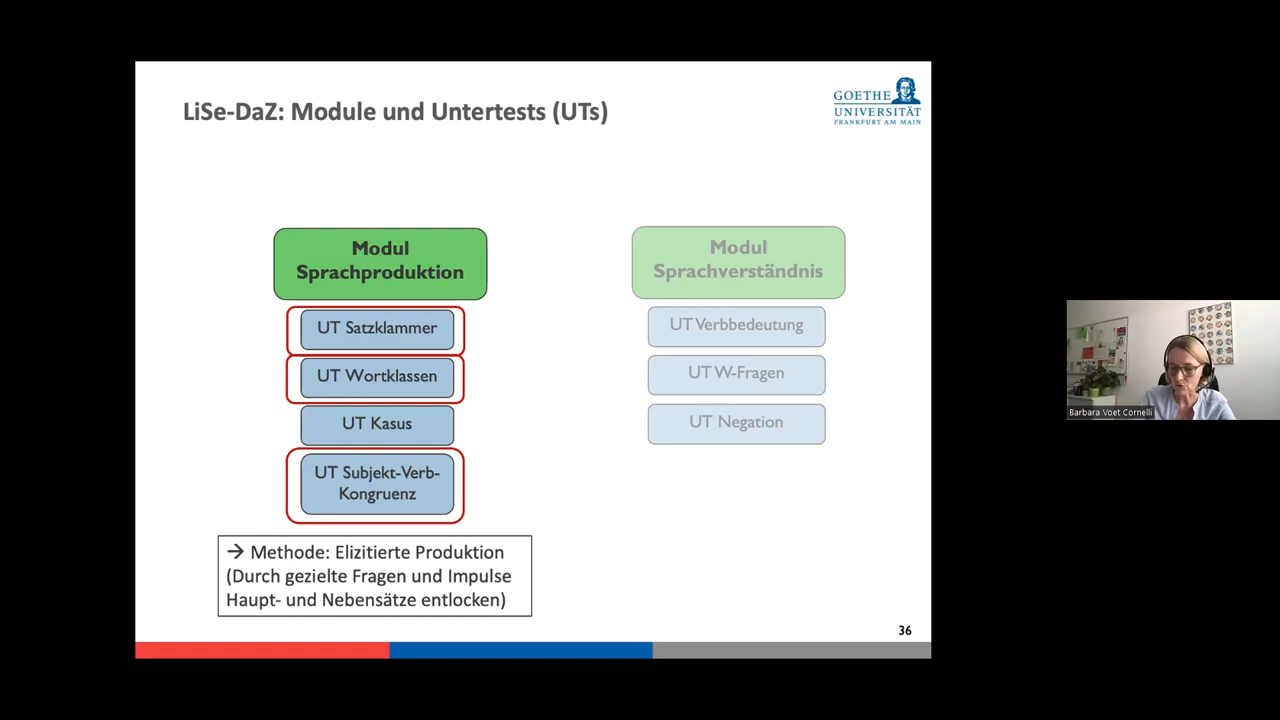 LiSe-DaZ: Module und Untertests (UTs)
GOETHE
UNIVERSITÄT
FRANKFURT AM MAIN
Modul
Sprachproduktion
UT Satzklammer
UT Wortklassen
UT Kasus
UT Subjekt-Verb-
Kongruenz
→ Methode: Elizitierte Produktion
(Durch gezielte Fragen und Impulse
Haupt- und Nebensätze entlocken)
Modul
Sprachverständnis
UT Verbbedeutung
UT W-Fragen
UT Negation
36
Barbara Voet Cornelli